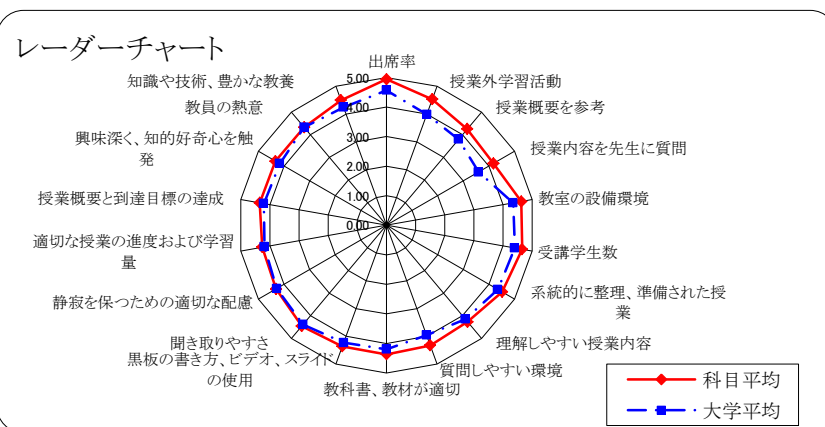 レーダーチャート
出席率
授業外学習活動
授業概要を参考
授業内容を先生に質問
教室の設備環境
受講学生数
系統的に整理、準備された授
業
理解しやすい授業内容
質問しやすい環境
教科書、教材が適切
黒板の書き方、ビデオ、スライド
の使用
聞き取りやすさ
静寂を保つための適切な配慮
適切な授業の進度および学習
量
授業概要と到達目標の達成
興味深く、知的好奇心を触
発
教員の熱意
知識や技術、豊かな教養
5.00
4.00
3.00
2.00
1.00
0.00
科目平均
大学平均